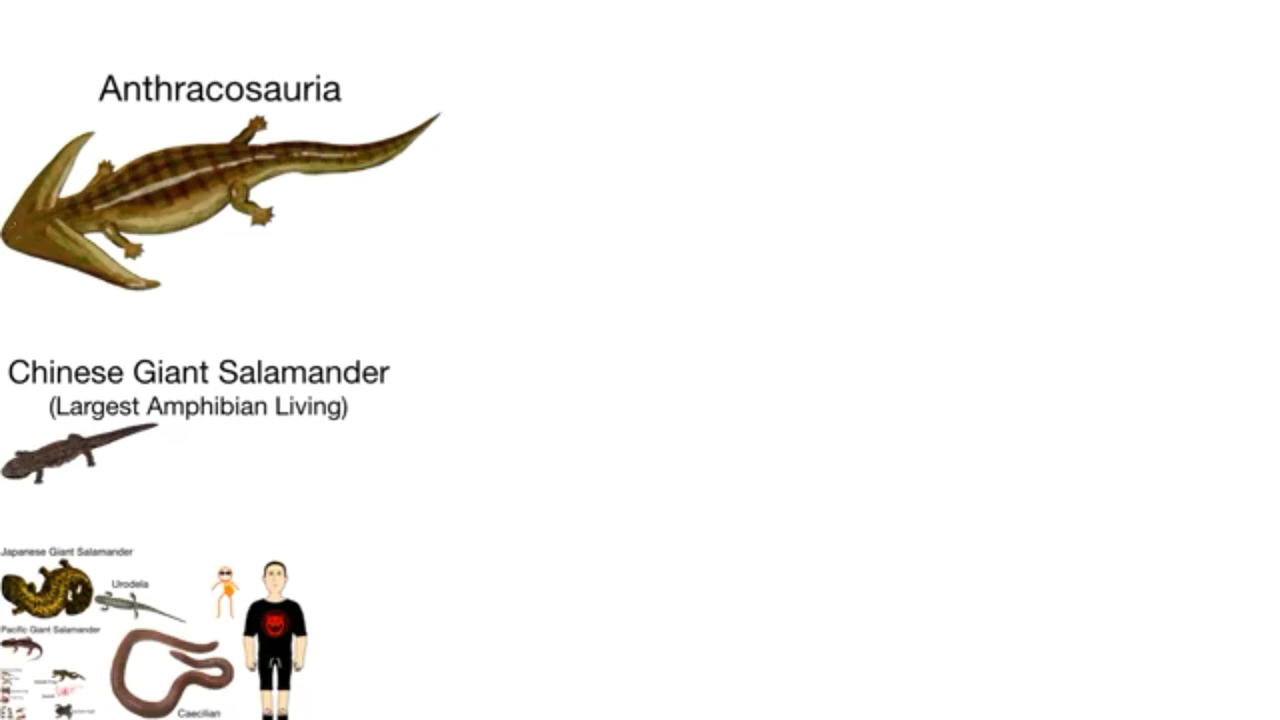 Anthracosauria
Chinese Giant Salamander
(Largest Amphibian Living)
Japanese Giant Salamander
Urodela
Pacific Giant Salamander
Caecilian